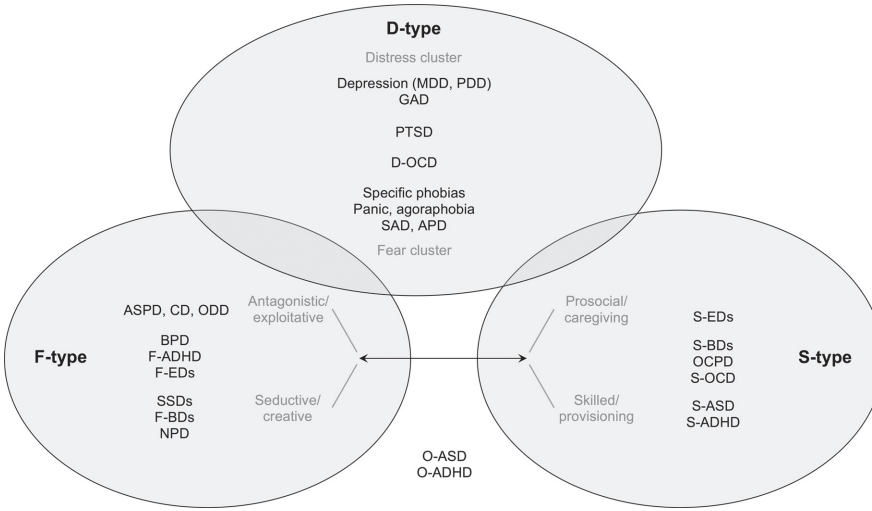 D-type
Distress cluster
Depression (MDD, PDD)
GAD
PTSD
D-OCD
Specific phobias
Panic, agoraphobia
SAD, APD
Fear cluster
F-type
ASPD, CD, ODD
BPD
F-ADHD
F-EDs
SSDs
F-BDs
NPD
Antagonistic/
exploitative
Seductive/
creative
Prosocial/
caregiving
Skilled/
provisioning
S-EDs
S-BDs
OCPD
S-OCD
S-ASD
S-ADHD
S-type
O-ASD
O-ADHD